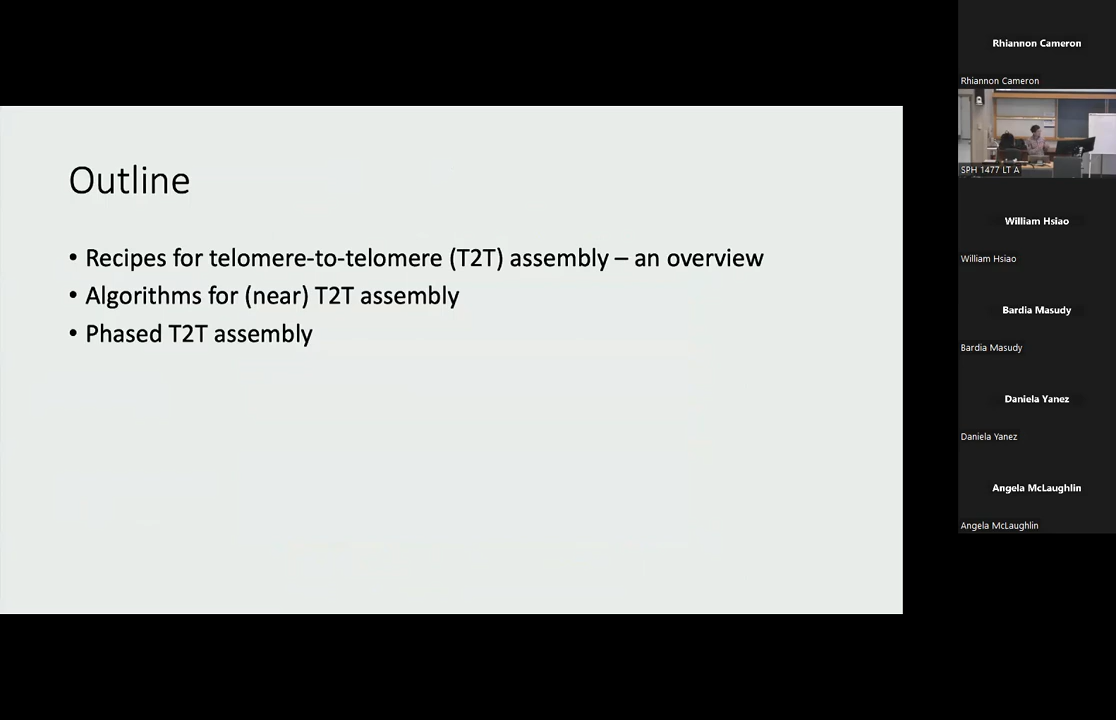 Outline
• Recipes for telomere-to-telomere (T2T) assembly – an overview
• Algorithms for (near) T2T assembly
• Phased T2T assembly
Rhiannon Cameron
Rhiannon Cameron
SPH 1477 LT A
William Hsiao
William Hsiao
Bardia Masudy
Bardia Masudy
Daniela Yanez
Daniela Yanez
Angela McLaughlin
Angela McLaughlin